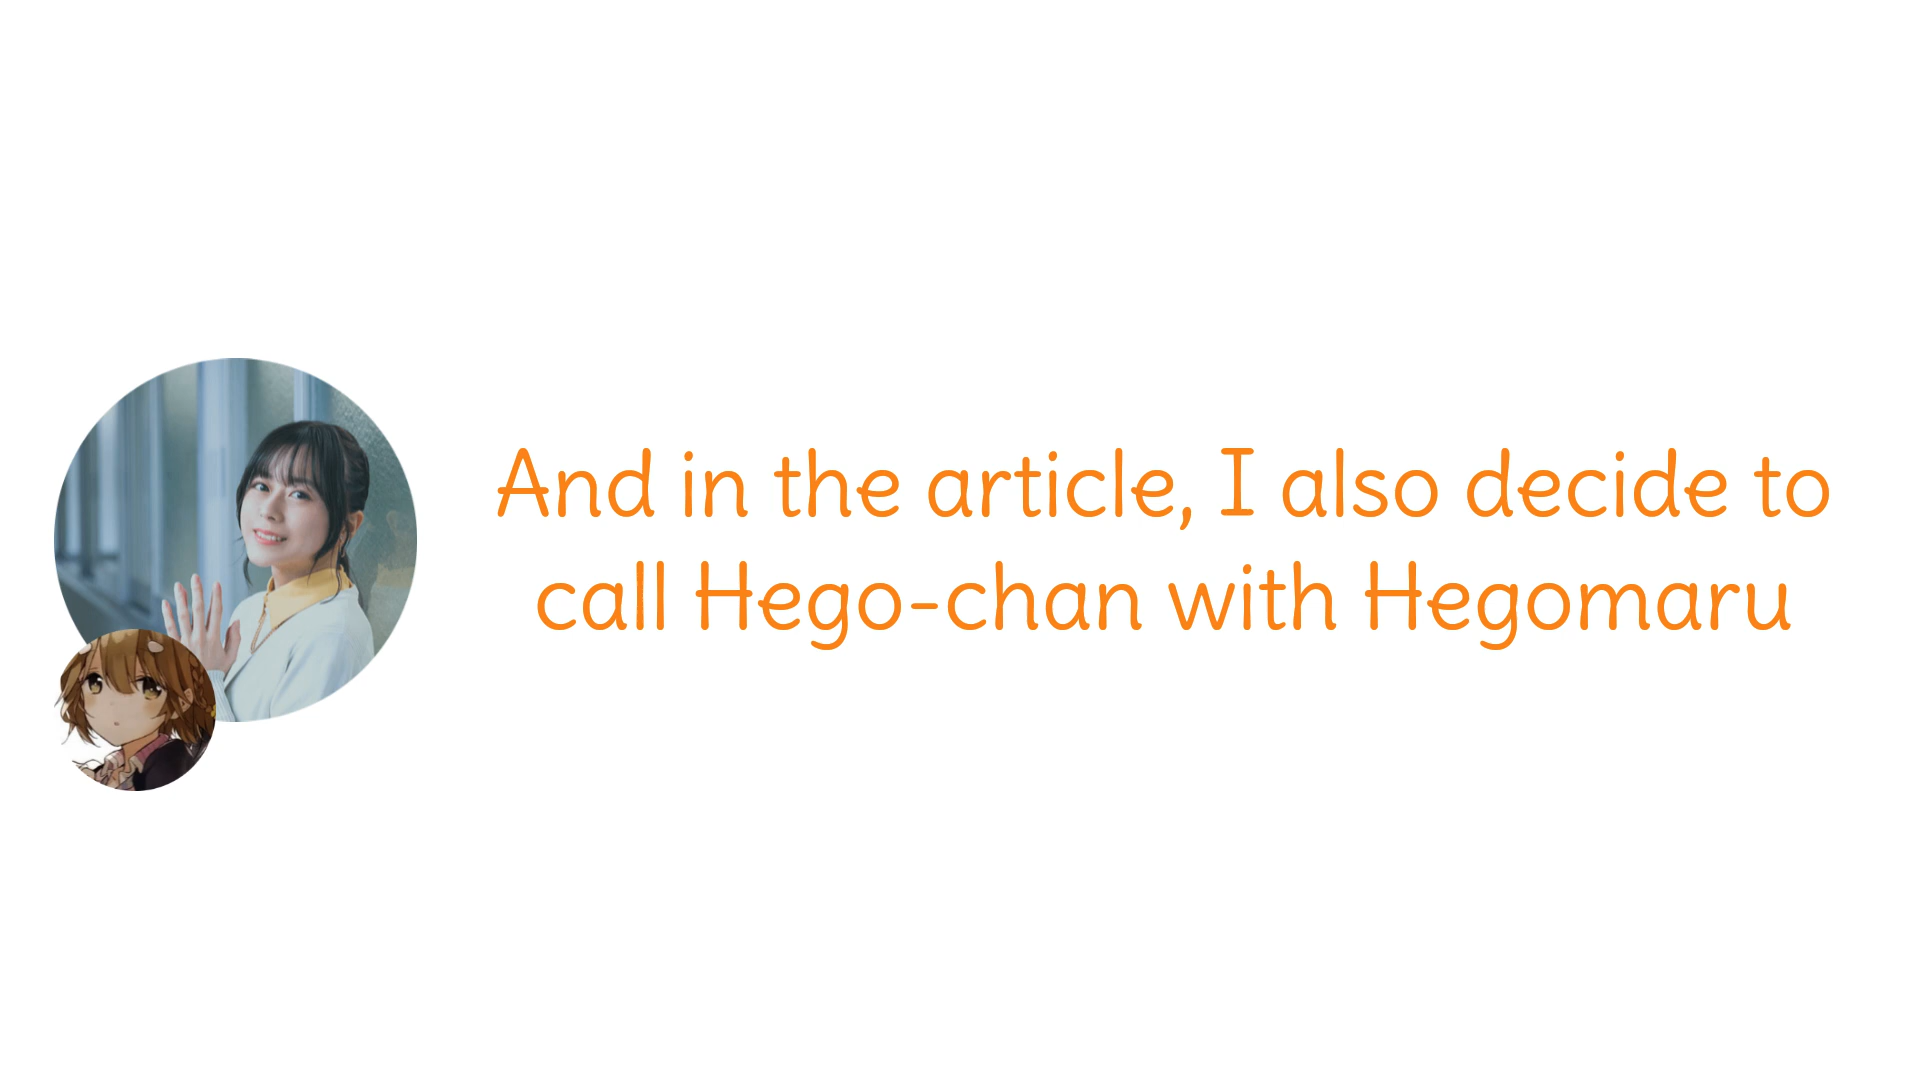 And in the article, I also decide to
call Hego-chan with Hegomaru